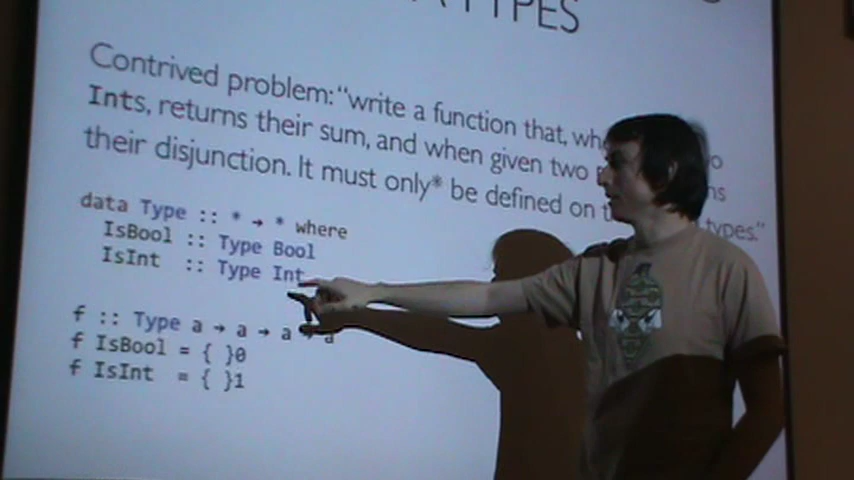 TYPES
Contrived problem: "write a function that,
Ints, returns their sum, and when given two
their disjunction. It must only* be defined on
types."
data Type :: * → * where
IsBool :: Type Bool
IsInt :: Type Int
f :: Type a → a → a → a
f IsBool = { }0
f IsInt = { }1